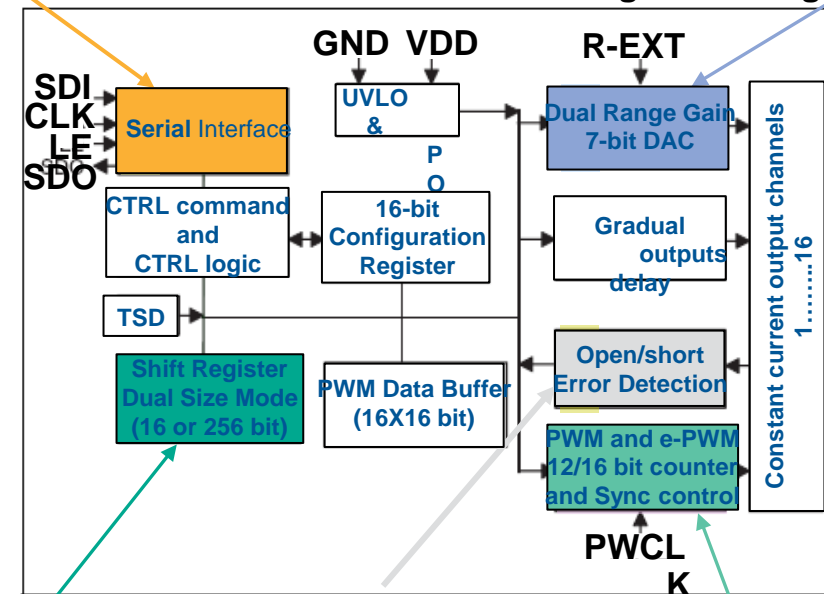 GND VDD
R-EXT
SDI
CLK
LE
SDO
SDO
Serial Interface
UVLO
&
P
O
Dual Range Gain
7-bit DAC
CTRL command
and
CTRL logic
16-bit
Configuration
Register
Gradual
outputs
delay
Constant current output channels
1........16
TSD
Shift Register
Dual Size Mode
(16 or 256 bit)
PWM Data Buffer
(16X16 bit)
Open/short
Error Detection
PWM and e-PWM
12/16 bit counter
and Sync control
PWCL
K